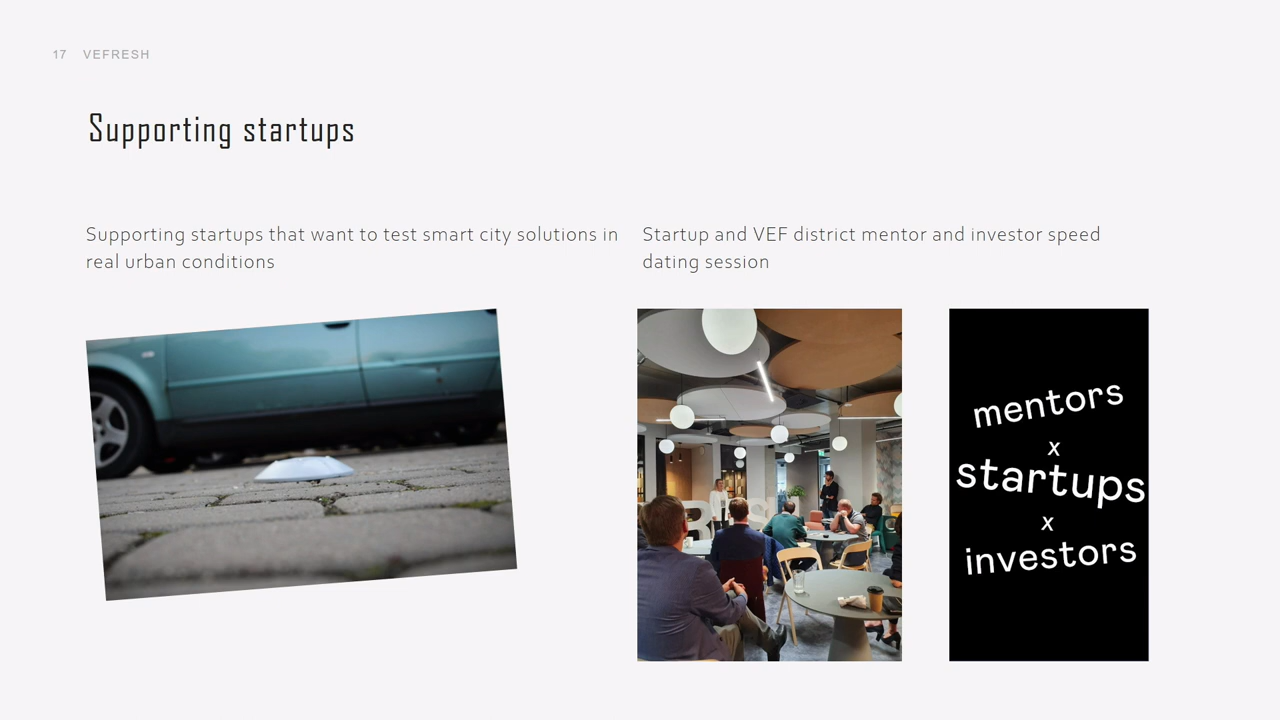 17 VEFRESH
Supporting startups
Supporting startups that want to test smart city solutions in
real urban conditions
Startup and VEF district mentor and investor speed
dating session
mentors
x
startups
x
investors